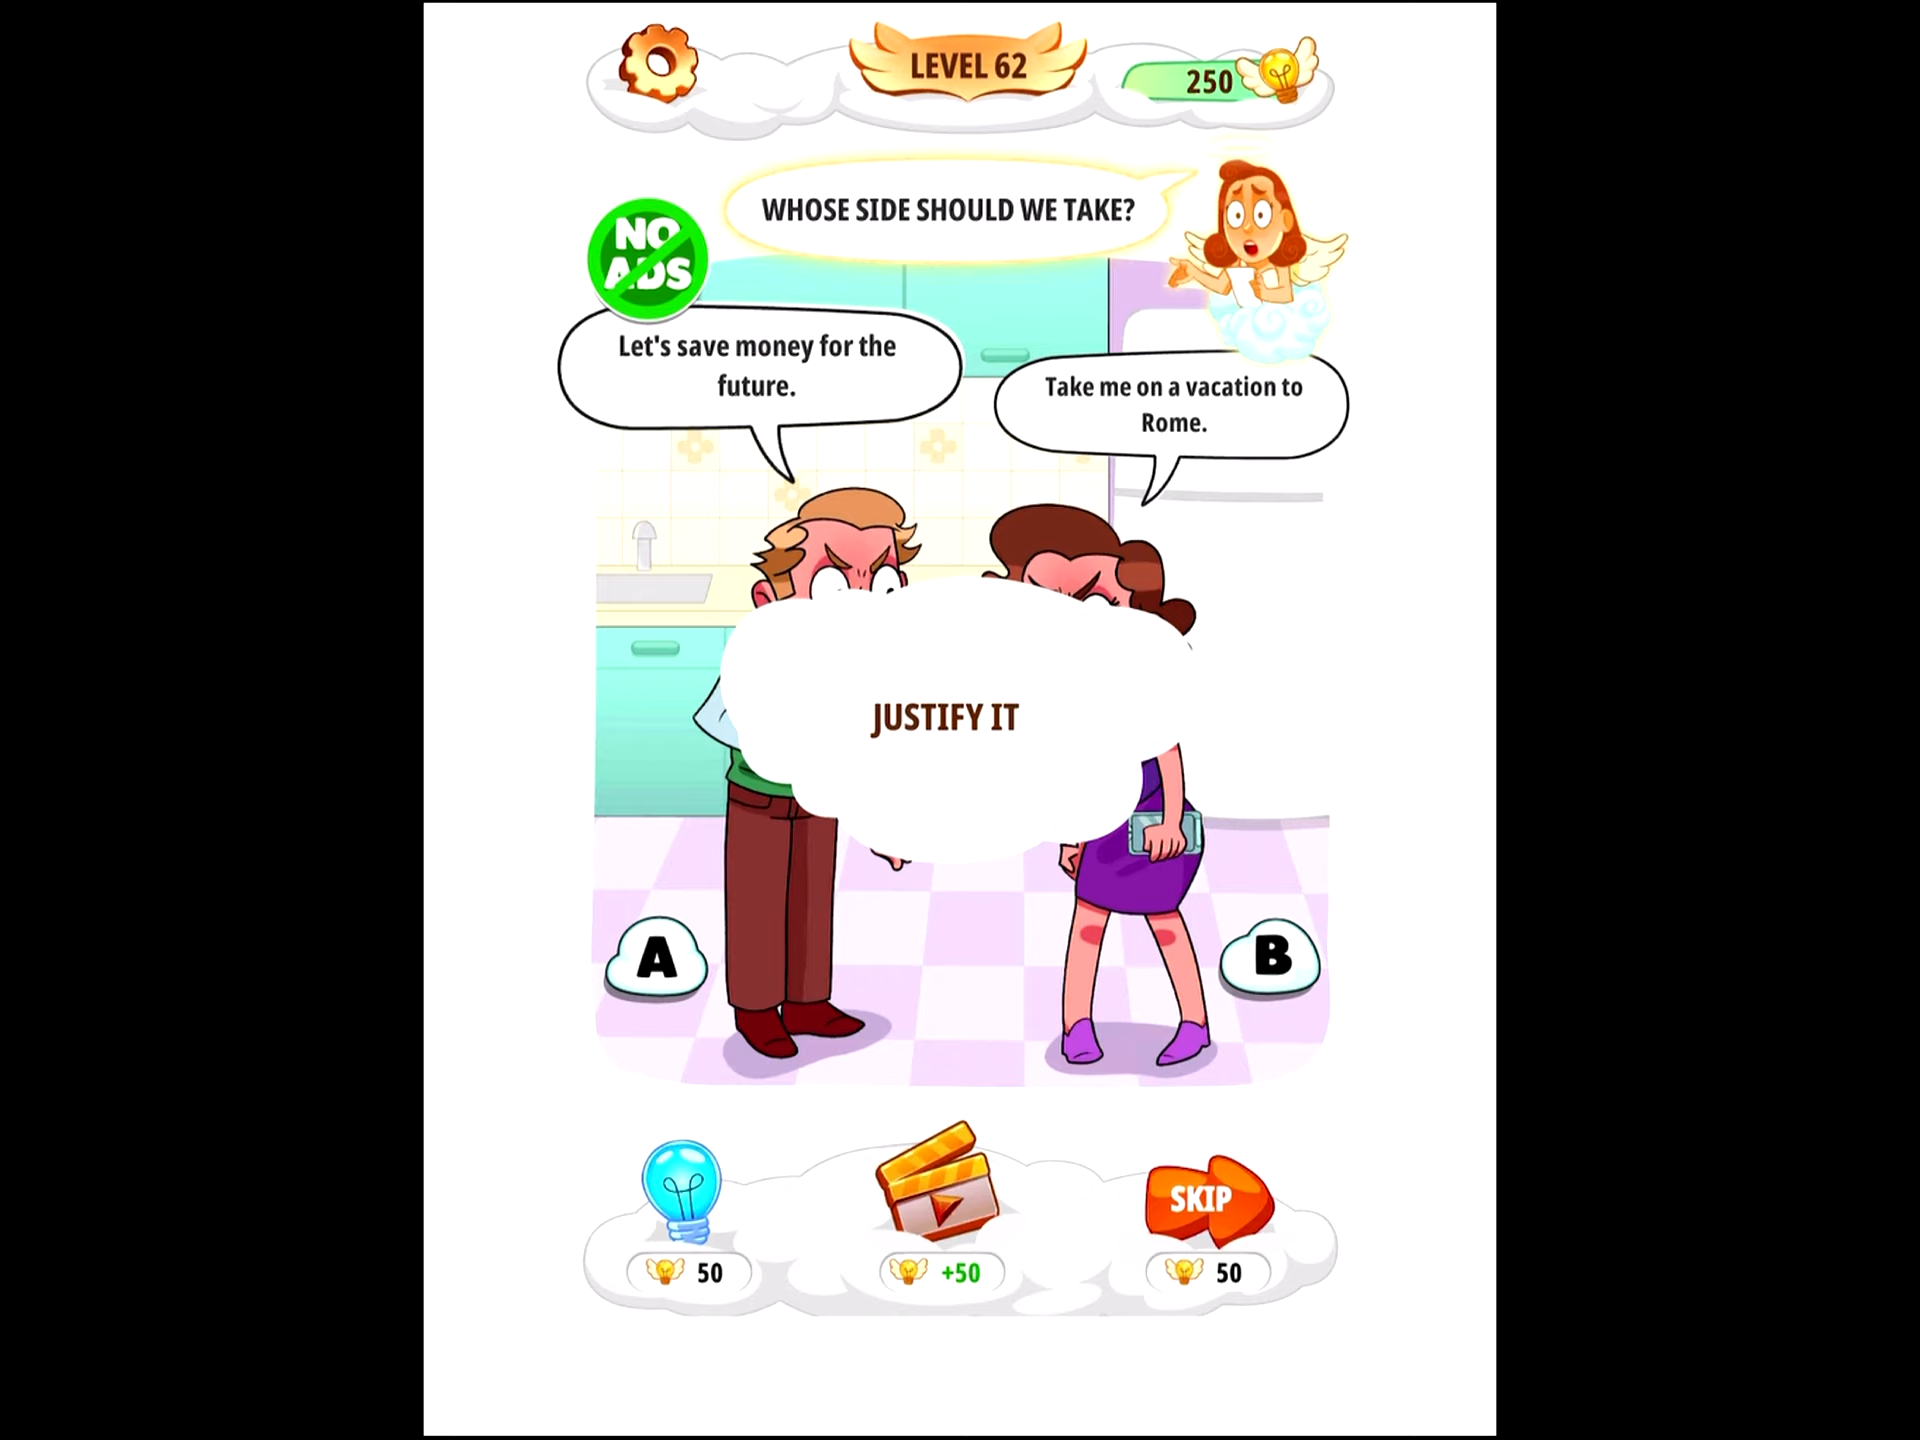 LEVEL 62
250
WHOSE SIDE SHOULD WE TAKE?
NO
ADS
Let's save money for the
future.
Take me on a vacation to
Rome.
JUSTIFY IT
A
B
SKIP
50
+50
50